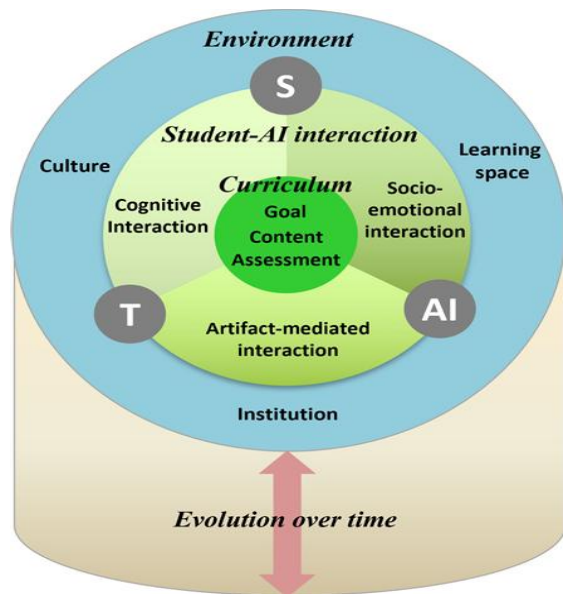 Environment
S
Student-AI interaction
Culture
Learning
space
Curriculum
Cognitive
Interaction
Goal
Content
Assessment
Socio-
emotional
interaction
T
AI
Artifact-mediated
interaction
Institution
Evolution over time